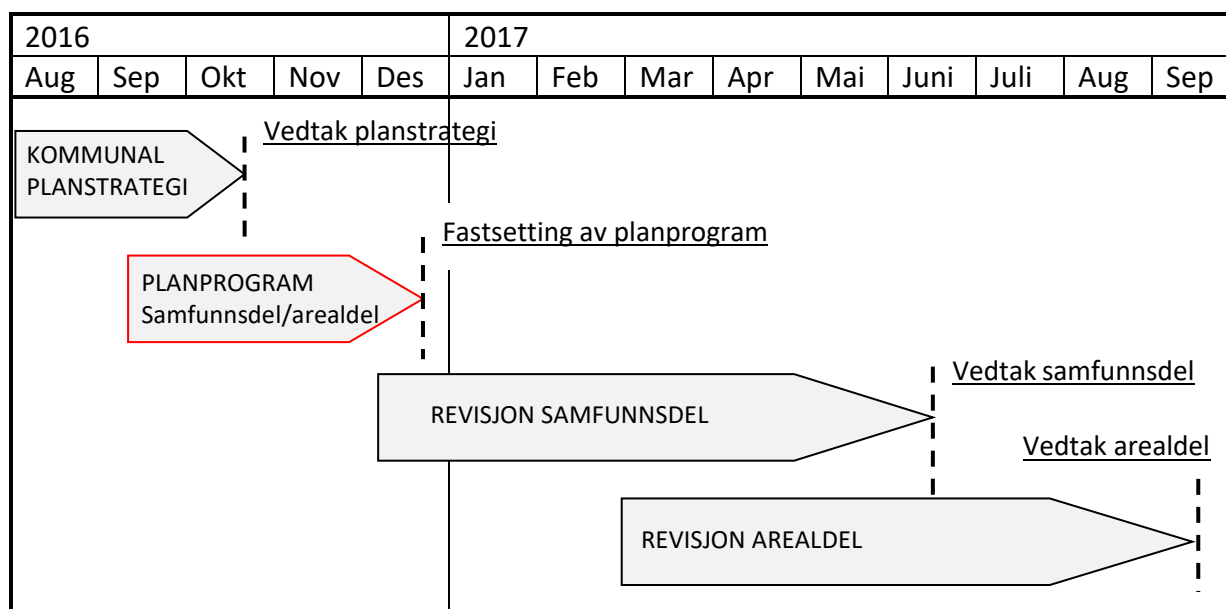 2016 2017
Aug Sep Okt Nov Des Jan Feb Mar Apr Mai Juni Juli Aug Sep
Vedtak planstrategi
KOMMUNAL
PLANSTRATEGI
Fastsetting av planprogram
PLANPROGRAM
Samfunnsdel/arealdel
Vedtak samfunnsdel
REVISJON SAMFUNNSDEL
Vedtak arealdel
REVISJON AREALDEL